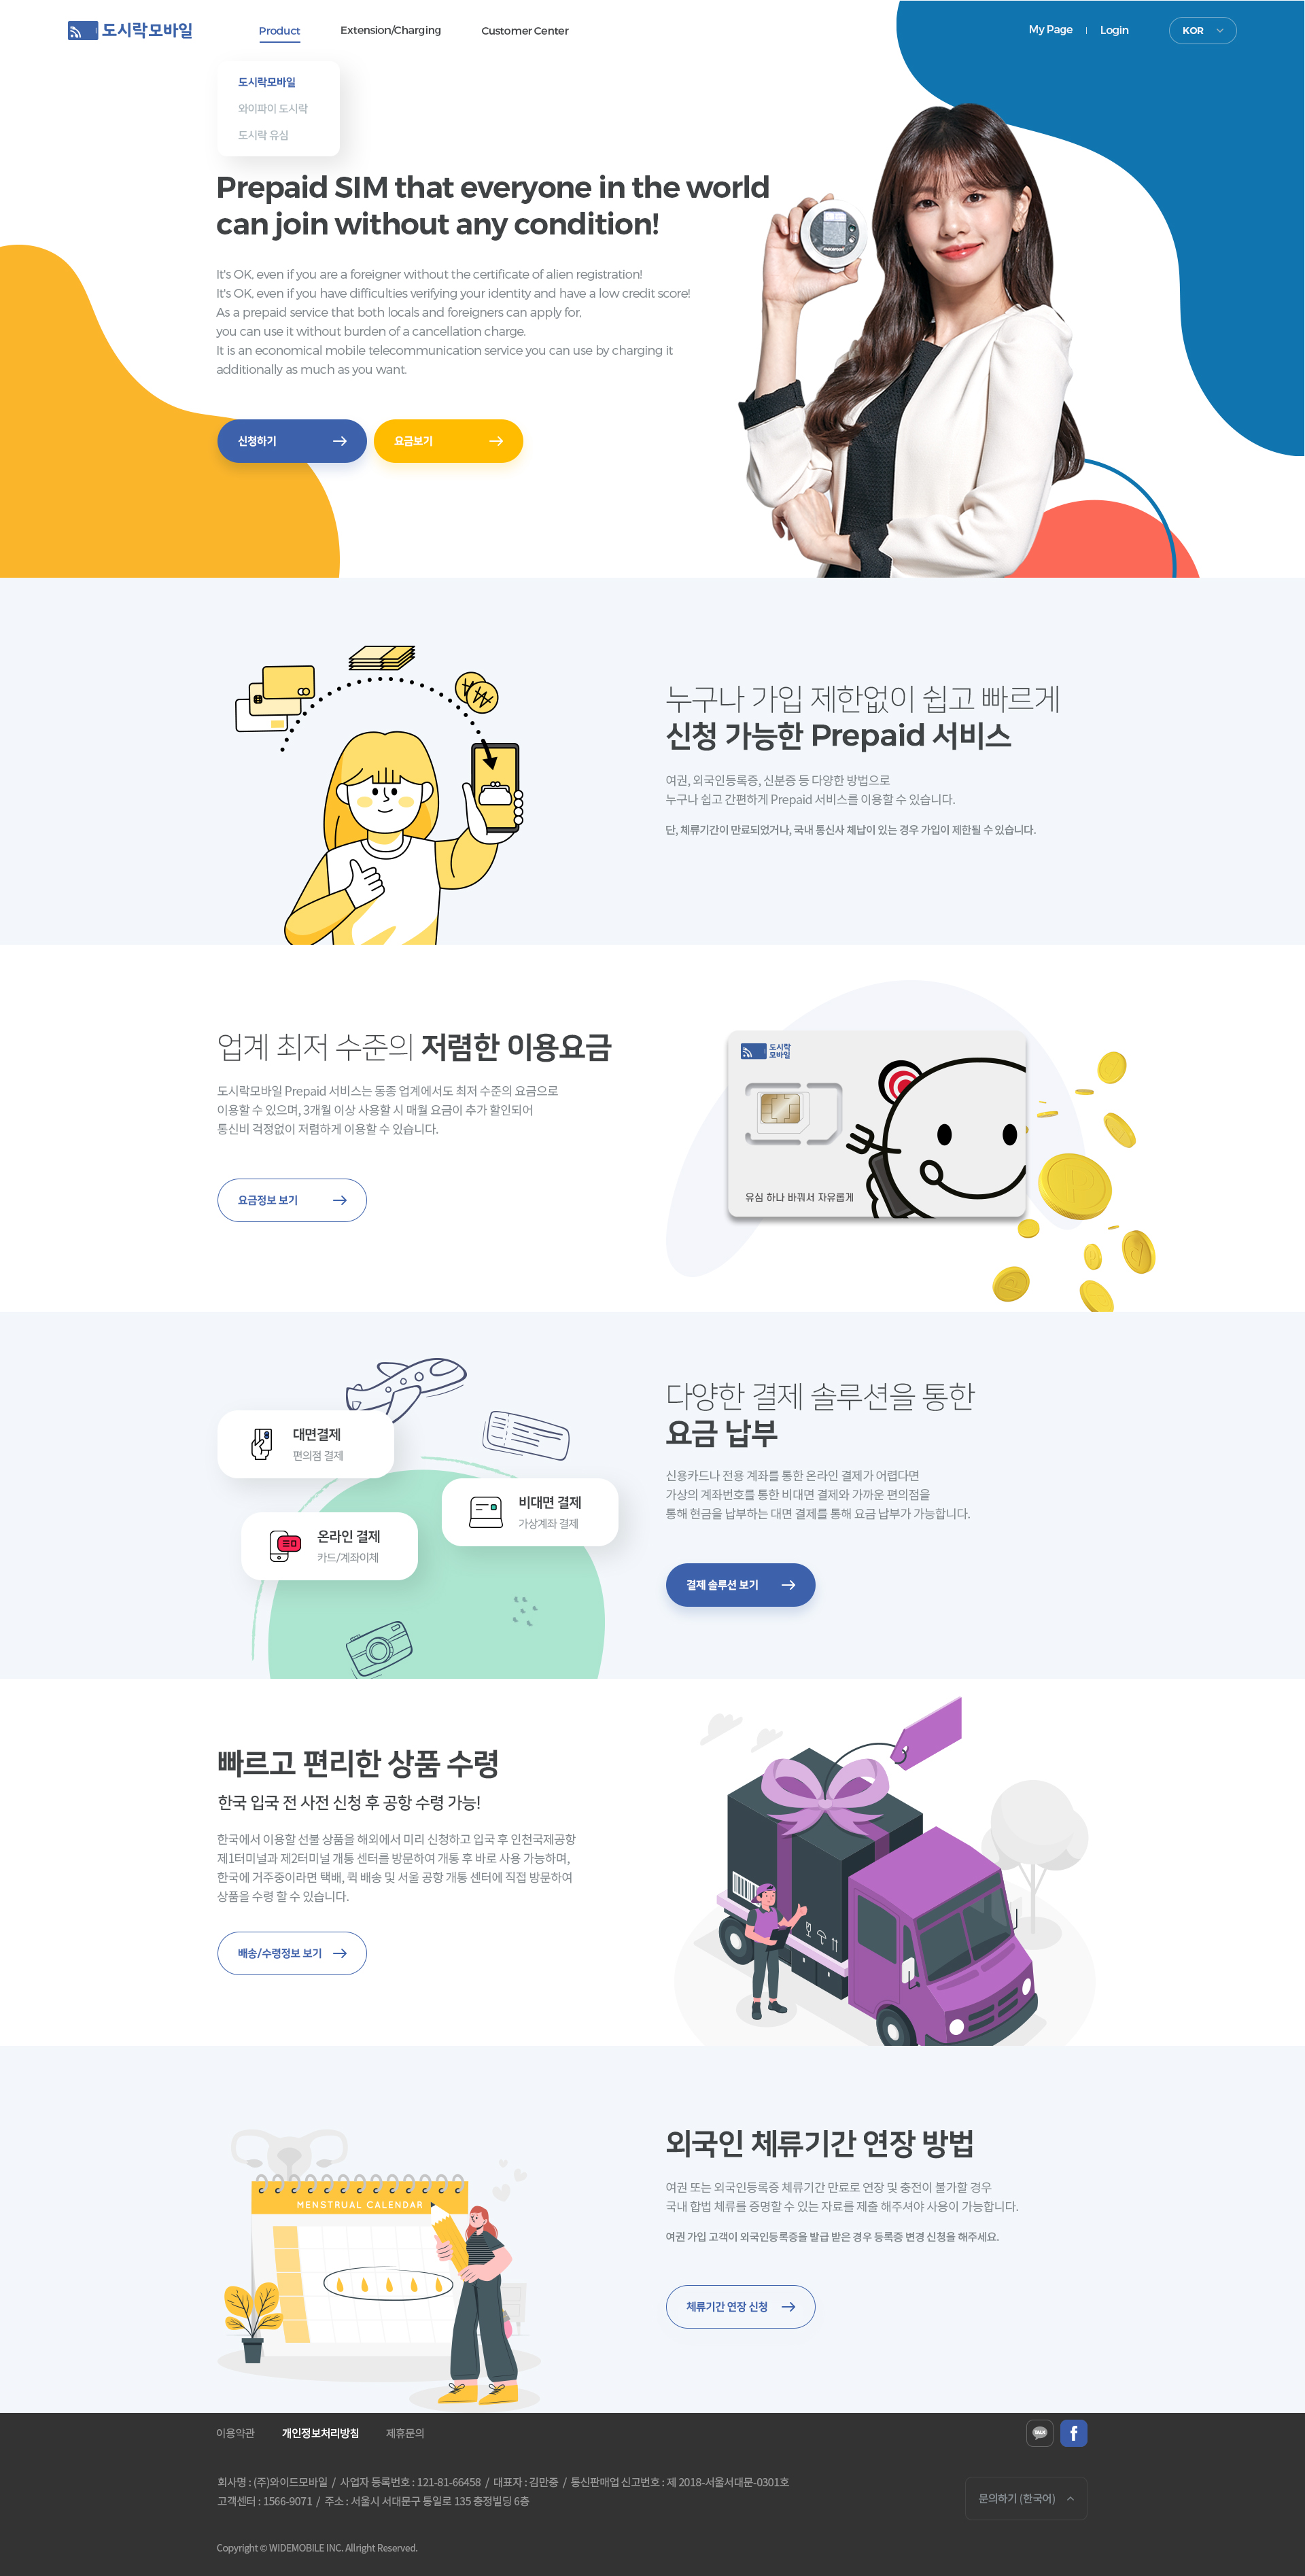 도시락모바일
Product
Extension/Charging
Customer Center
My Page
Login
KOR
도시락모바일
와이파이 도시락
도시락 유심
Prepaid SIM that everyone in the world
can join without any condition!
It's OK, even if you are a foreigner without the certificate of alien registration!
It's OK, even if you have difficulties verifying your identity and have a low credit score!
As a prepaid service that both locals and foreigners can apply for,
you can use it without burden of a cancellation charge.
It is an economical mobile telecommunication service you can use by charging it
additionally as much as you want.
신청하기
요금보기
누구나 가입 제한없이 쉽고 빠르게
신청 가능한 Prepaid 서비스
여권, 외국인등록증, 신분증 등 다양한 방법으로
누구나 쉽고 간편하게 Prepaid 서비스를 이용할 수 있습니다.
단, 체류기간이 만료되었거나, 국내 통신사 체납이 있는 경우 가입이 제한될 수 있습니다.
업계 최저 수준의 저렴한 이용요금
도시락모바일 Prepaid 서비스는 동종 업계에서도 최저 수준의 요금으로
이용할 수 있으며, 3개월 이상 사용할 시 매월 요금이 추가 할인되어
통신비 걱정없이 저렴하게 이용할 수 있습니다.
요금정보 보기
도시락
모바일
유심 하나 바꿔서 자유롭게
대면결제
편의점 결제
비대면 결제
가상계좌 결제
온라인 결제
카드/계좌이체
다양한 결제 솔루션을 통한
요금 납부
신용카드나 전용 계좌를 통한 온라인 결제가 어렵다면
가상의 계좌번호를 통한 비대면 결제와 가까운 편의점을
통해 현금을 납부하는 대면 결제를 통해 요금 납부가 가능합니다.
결제 솔루션 보기
빠르고 편리한 상품 수령
한국 입국 전 사전 신청 후 공항 수령 가능!
한국에서 이용할 선불 상품을 해외에서 미리 신청하고 입국 후 인천국제공항
제1터미널과 제2터미널 개통 센터를 방문하여 개통 후 바로 사용 가능하며,
한국에 거주중이라면 택배, 퀵 배송 및 서울 공항 개통 센터에 직접 방문하여
상품을 수령 할 수 있습니다.
배송/수령정보 보기
MENSTRUAL CALENDAR
외국인 체류기간 연장 방법
여권 또는 외국인등록증 체류기간 만료로 연장 및 충전이 불가할 경우
국내 합법 체류를 증명할 수 있는 자료를 제출 해주셔야 사용이 가능합니다.
여권 가입 고객이 외국인등록증을 발급 받은 경우 등록증 변경 신청을 해주세요.
체류기간 연장 신청
이용약관
개인정보처리방침
제휴문의
TALK
f
회사명 : (주)와이드모바일 / 사업자 등록번호 : 121-81-66458 / 대표자 : 김만중 / 통신판매업 신고번호 : 제 2018-서울서대문-0301호
고객센터 : 1566-9071 / 주소 : 서울시 서대문구 통일로 135 충정빌딩 6층
문의하기 (한국어)
Copyright © WIDEMOBILE INC. Allright Reserved.